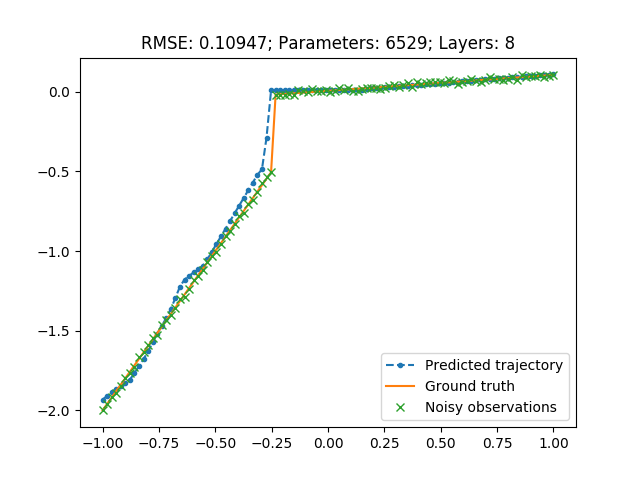 RMSE: 0.10947; Parameters: 6529; Layers: 8
0.0
−0.5
−1.0
−1.5
−2.0
Predicted trajectory
Ground truth
Noisy observations
−1.00 −0.75 −0.50 −0.25 0.00 0.25 0.50 0.75 1.00